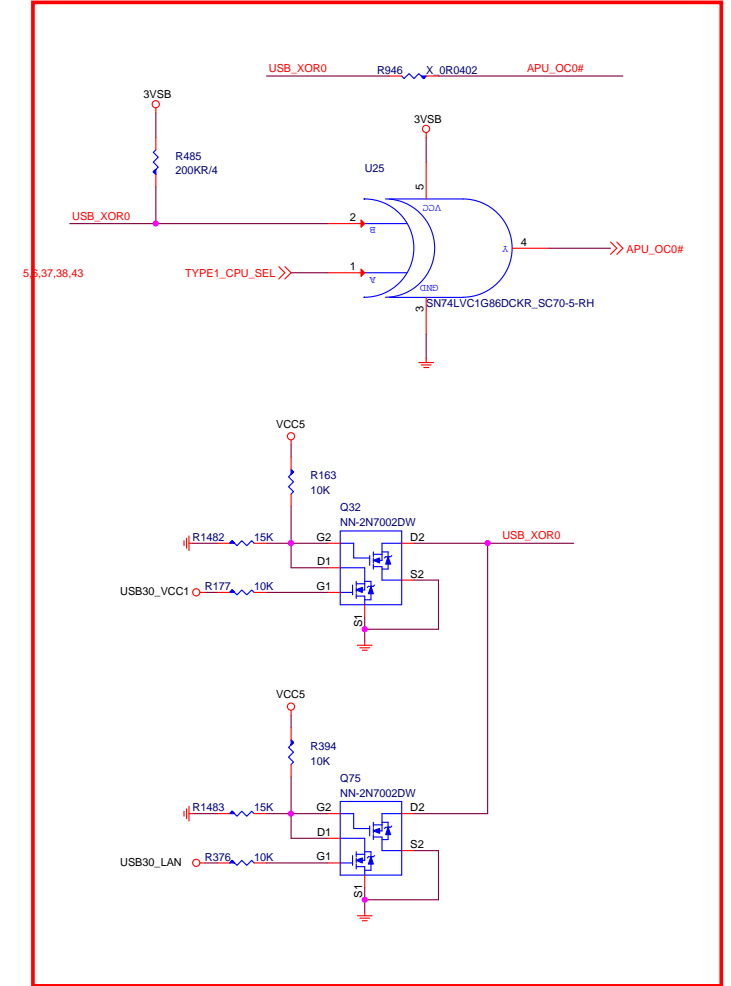 USB_XOR0 R946 X_0R0402 APU_OC0#
3VSB
3VSB
R485
200KR/4
U25
5
VCC
USB_XOR0
2
B
Y
4
APU_OC0#
5,6,37,38,43
TYPE1_CPU_SEL
1
A
GND
3
SN74LVC1G86DCKR_SC70-5-RH
VCC5
R163
10K
Q32
NN-2N7002DW
R1482 15K G2 D2 USB_XOR0
D1
S2
USB30_VCC1 R177 10K G1
S1
VCC5
R394
10K
Q75
NN-2N7002DW
R1483 15K G2 D2
D1
S2
USB30_LAN R376 10K G1
S1